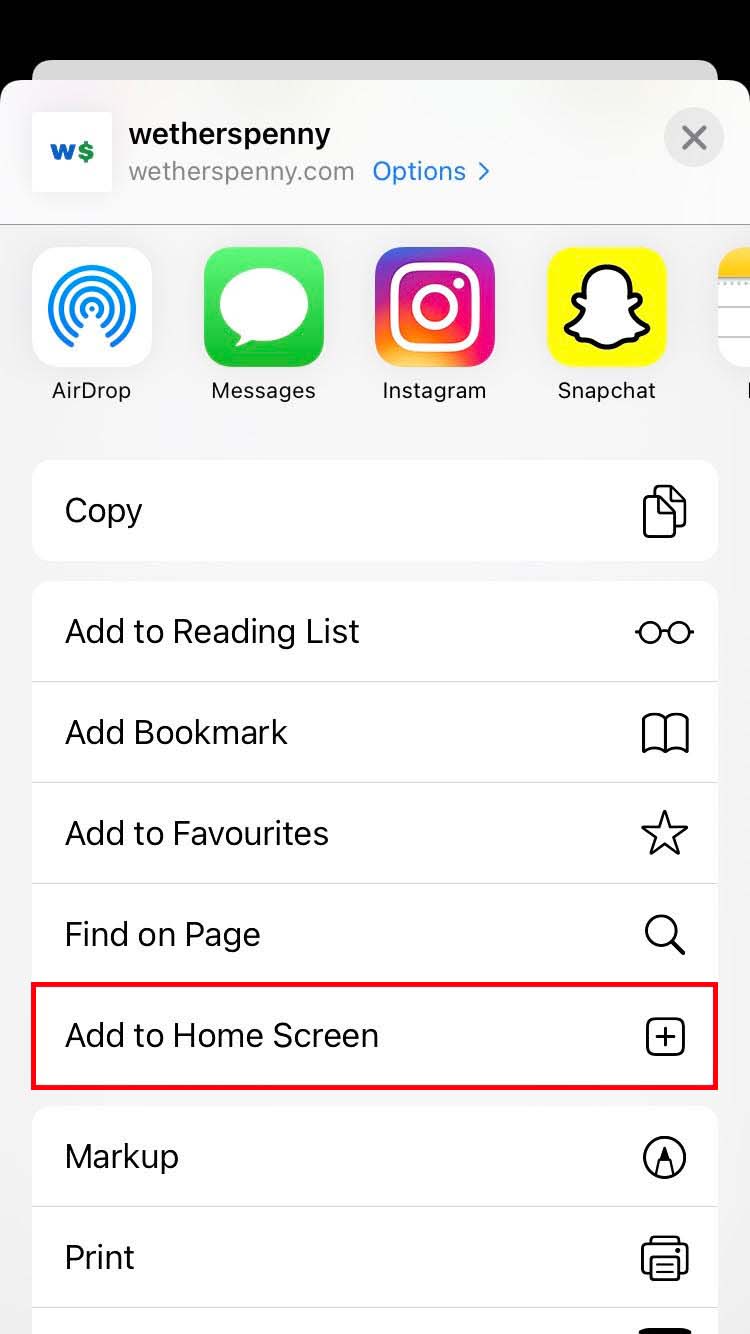 w$
wetherspenny
wetherspenny.com Options >
AirDrop
Messages
Instagram
Snapchat
Copy
Add to Reading List
Add Bookmark
Add to Favourites
Find on Page
Add to Home Screen
Markup
Print